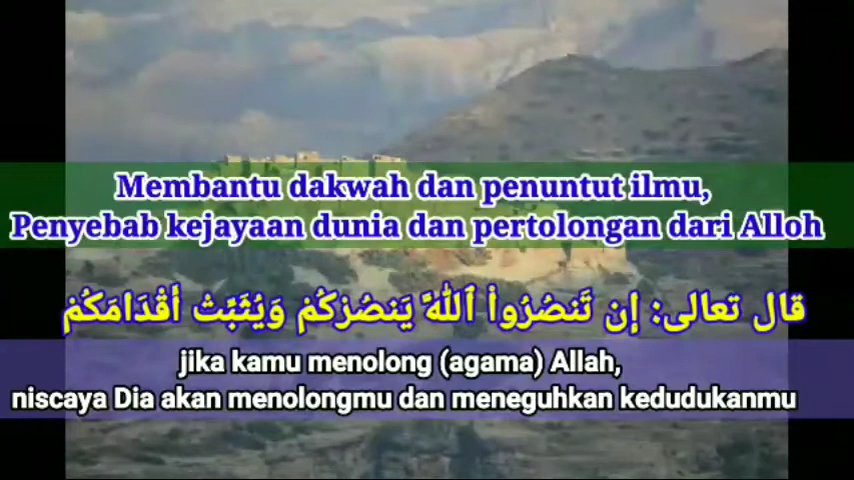 Membantu dakwah dan penuntut ilmu,
Penyebab kejayaan dunia dan pertolongan dari Alloh
قال تعالى: إِن تَنصُرُوا۟ ٱللَّهَ يَنصُرْكُمْ وَيُثَبِّتْ أَقْدَامَكُمْ
jika kamu menolong (agama) Allah,
niscaya Dia akan menolongmu dan meneguhkan kedudukanmu